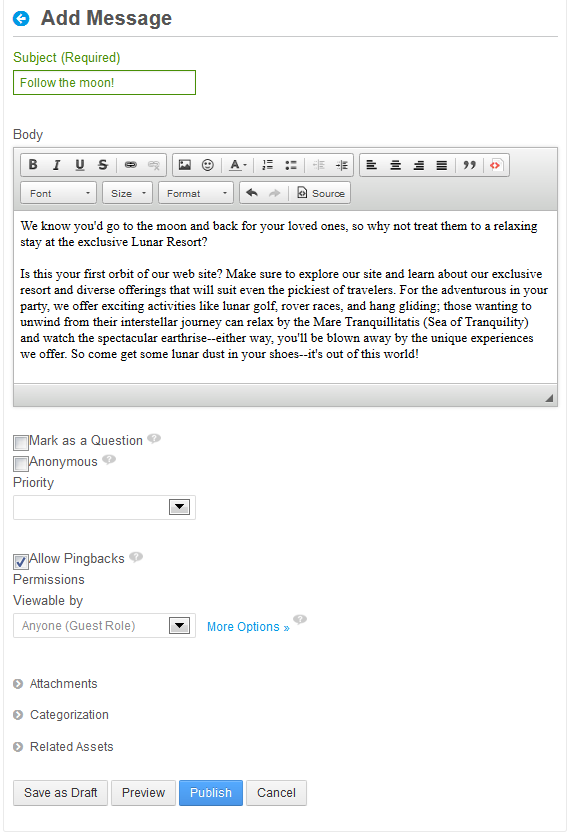 Add Message
Subject (Required)
Follow the moon!
Body
B I U S A
Font Size Format Source
We know you'd go to the moon and back for your loved ones, so why not treat them to a relaxing
stay at the exclusive Lunar Resort?
Is this your first orbit of our web site? Make sure to explore our site and learn about our exclusive
resort and diverse offerings that will suit even the pickiest of travelers. For the adventurous in your
party, we offer exciting activities like lunar golf, rover races, and hang gliding; those wanting to
unwind from their interstellar journey can relax by the Mare Tranquillitatis (Sea of Tranquility)
and watch the spectacular earthrise--either way, you'll be blown away by the unique experiences
we offer. So come get some lunar dust in your shoes--it's out of this world!
Mark as a Question ?
Anonymous ?
Priority
Allow Pingbacks ?
Permissions
Viewable by
Anyone (Guest Role) More Options » ?
Attachments
Categorization
Related Assets
Save as Draft Preview Publish Cancel